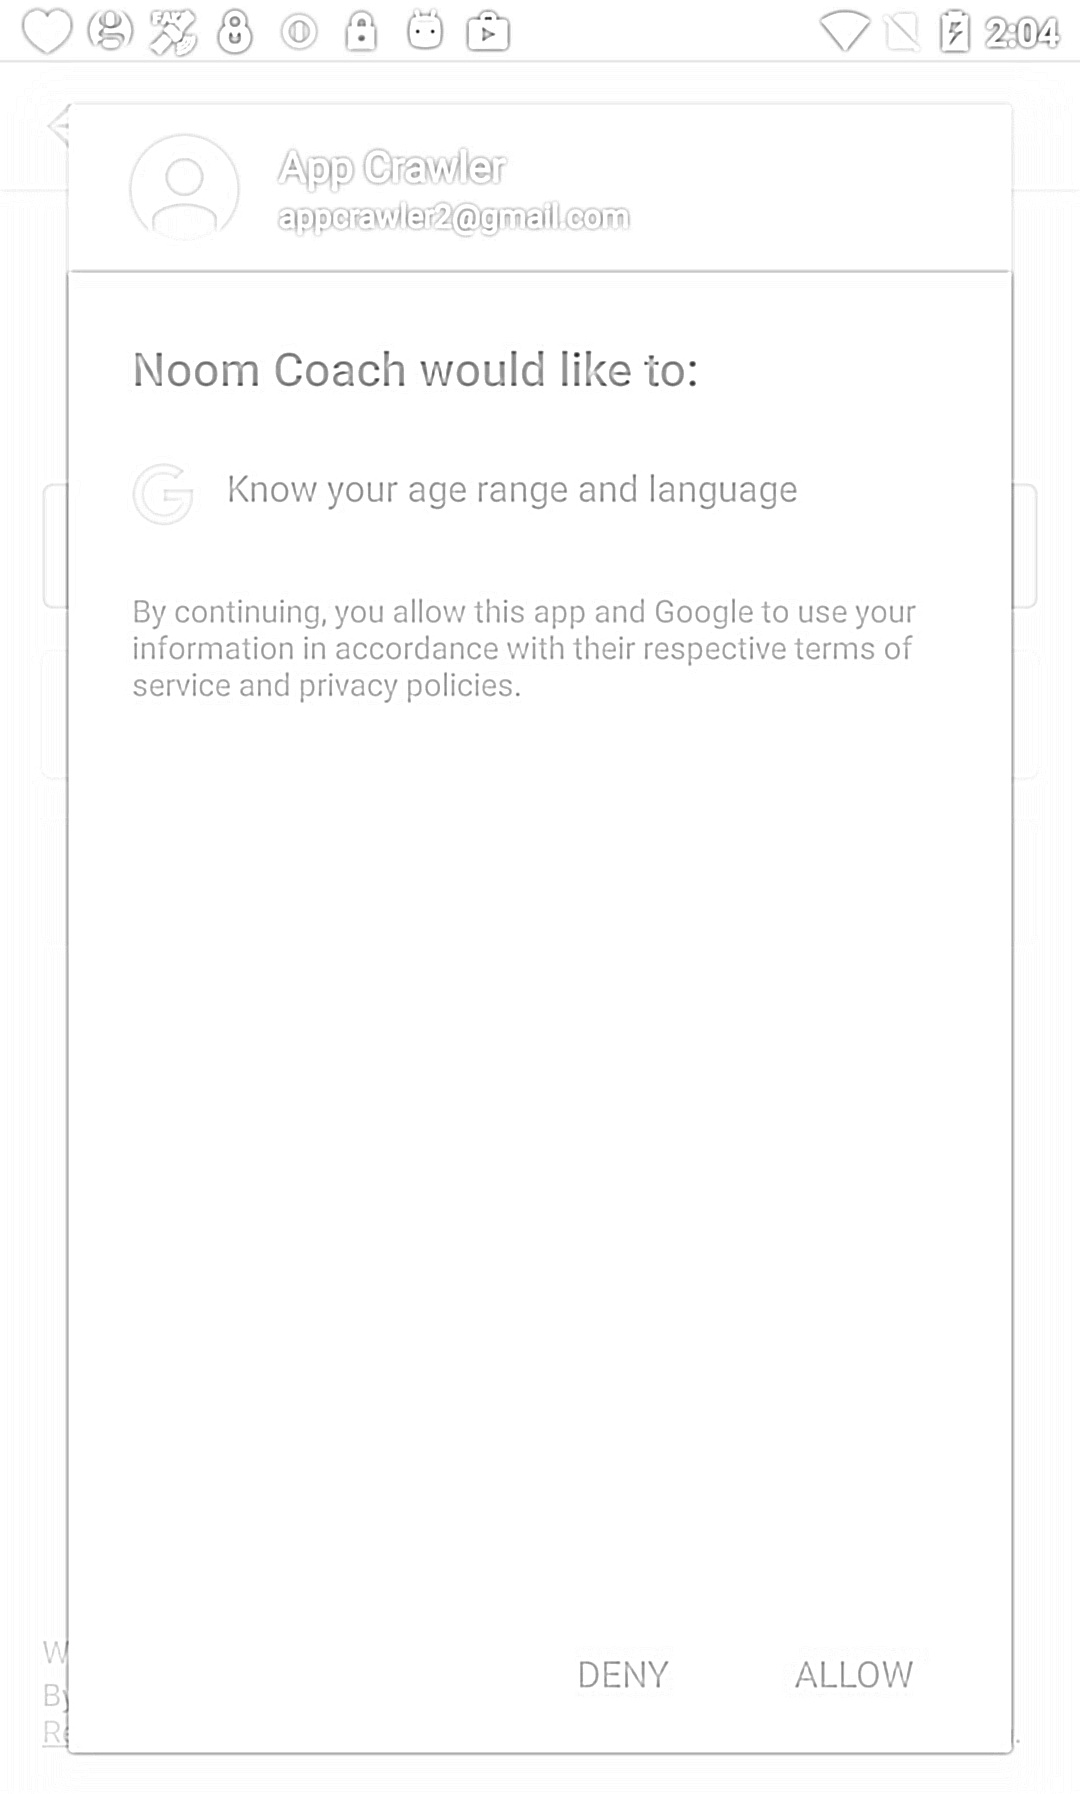 2:04
App Crawler
appcrawler2@gmail.com
Noom Coach would like to:
Know your age range and language
By continuing, you allow this app and Google to use your
information in accordance with their respective terms of
service and privacy policies.
DENY ALLOW